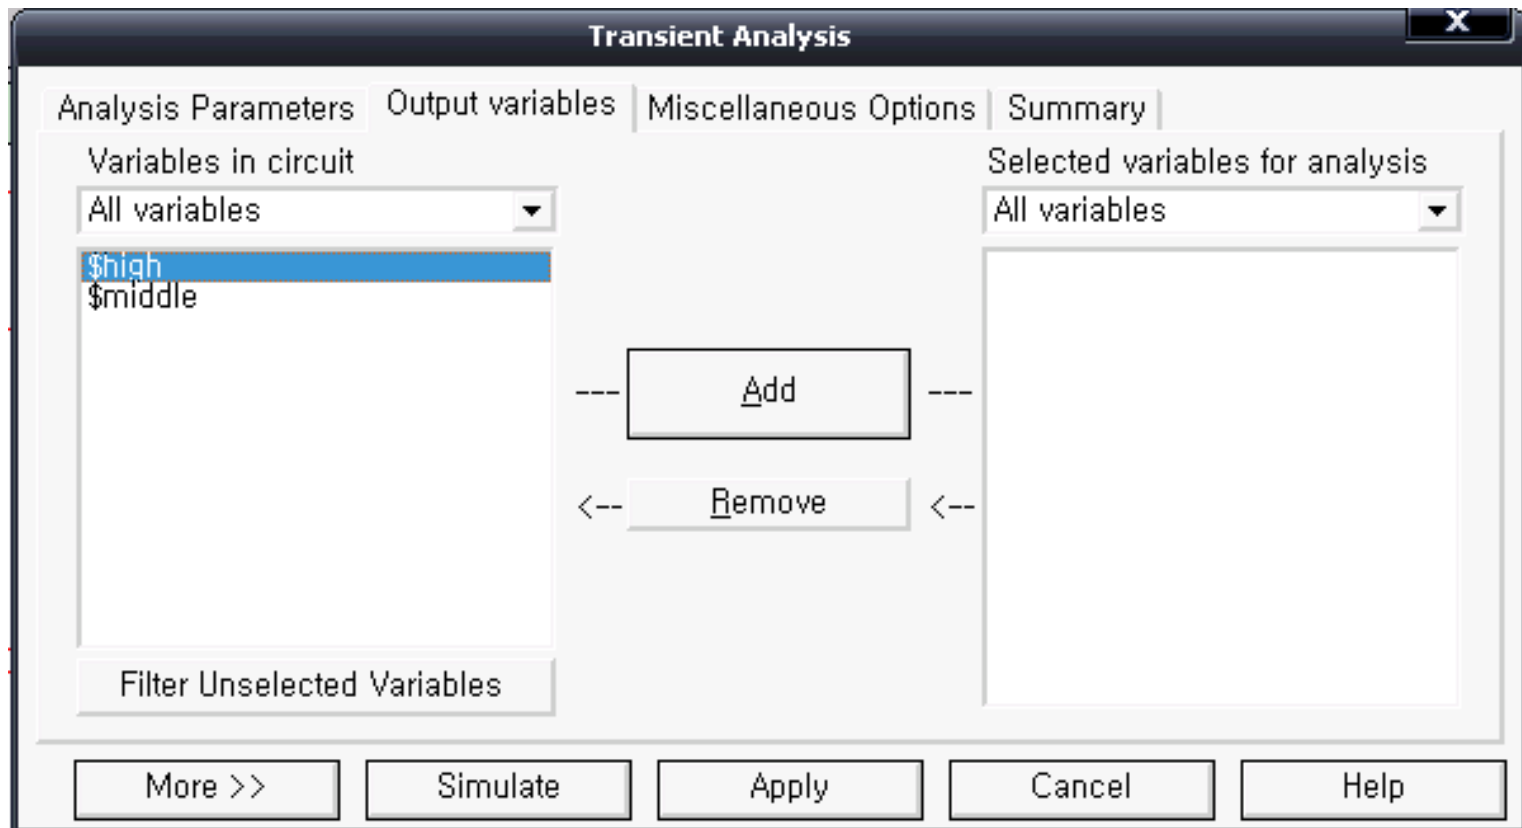 Transient Analysis
X
Analysis Parameters
Output variables
Miscellaneous Options
Summary
Variables in circuit
All variables
$high
$middle
Filter Unselected Variables
--- Add ---
<-- Remove <--
Selected variables for analysis
All variables
More >>
Simulate
Apply
Cancel
Help